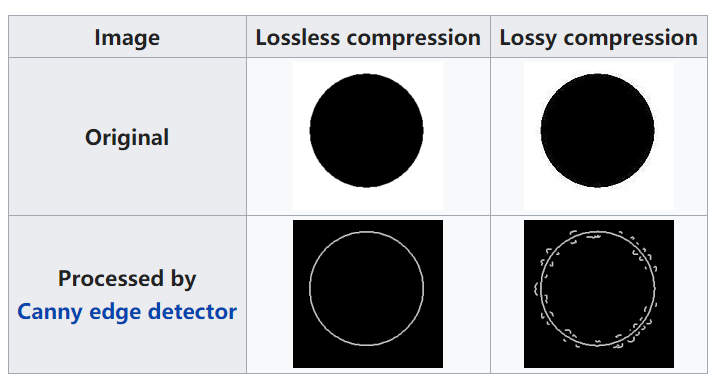 Image Lossless compression Lossy compression
Original
Processed by
Canny edge detector